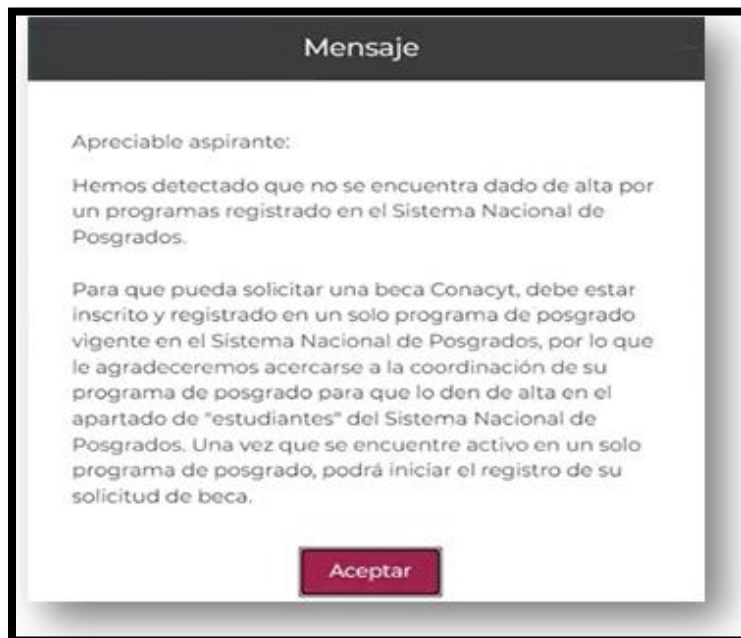 Mensaje
Apreciable aspirante:
Hemos detectado que no se encuentra dado de alta por
un programas registrado en el Sistema Nacional de
Posgrados.
Para que pueda solicitar una beca Conacyt, debe estar
inscrito y registrado en un solo programa de posgrado
vigente en el Sistema Nacional de Posgrados, por lo que
le agradeceremos acercarse a la coordinación de su
programa de posgrado para que lo den de alta en el
apartado de "estudiantes" del Sistema Nacional de
Posgrados. Una vez que se encuentre activo en un solo
programa de posgrado, podrá iniciar el registro de su
solicitud de beca.
Aceptar